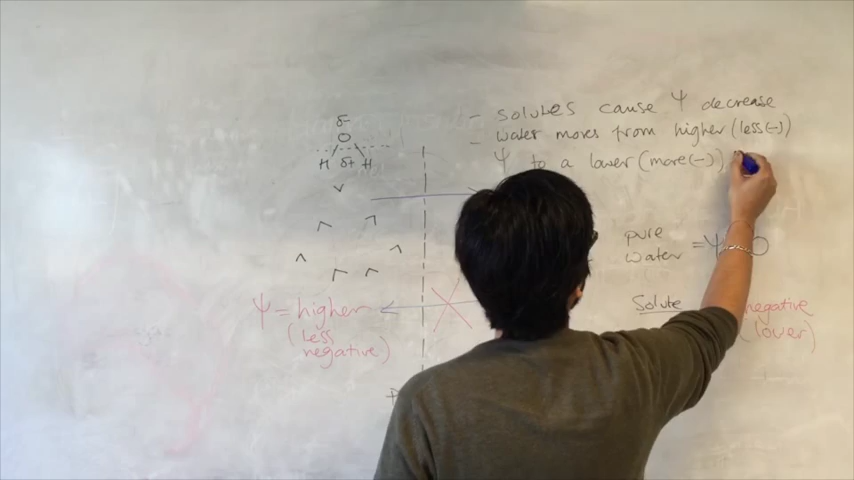 - solutes cause Ψ decrease
- water moves from higher (less(-))
Ψ to a lower (more(-)),
δ-
O
H δ+ H
pure
water = Ψ O
Solute
negative
(lower)
Ψ = higher
(less
negative)